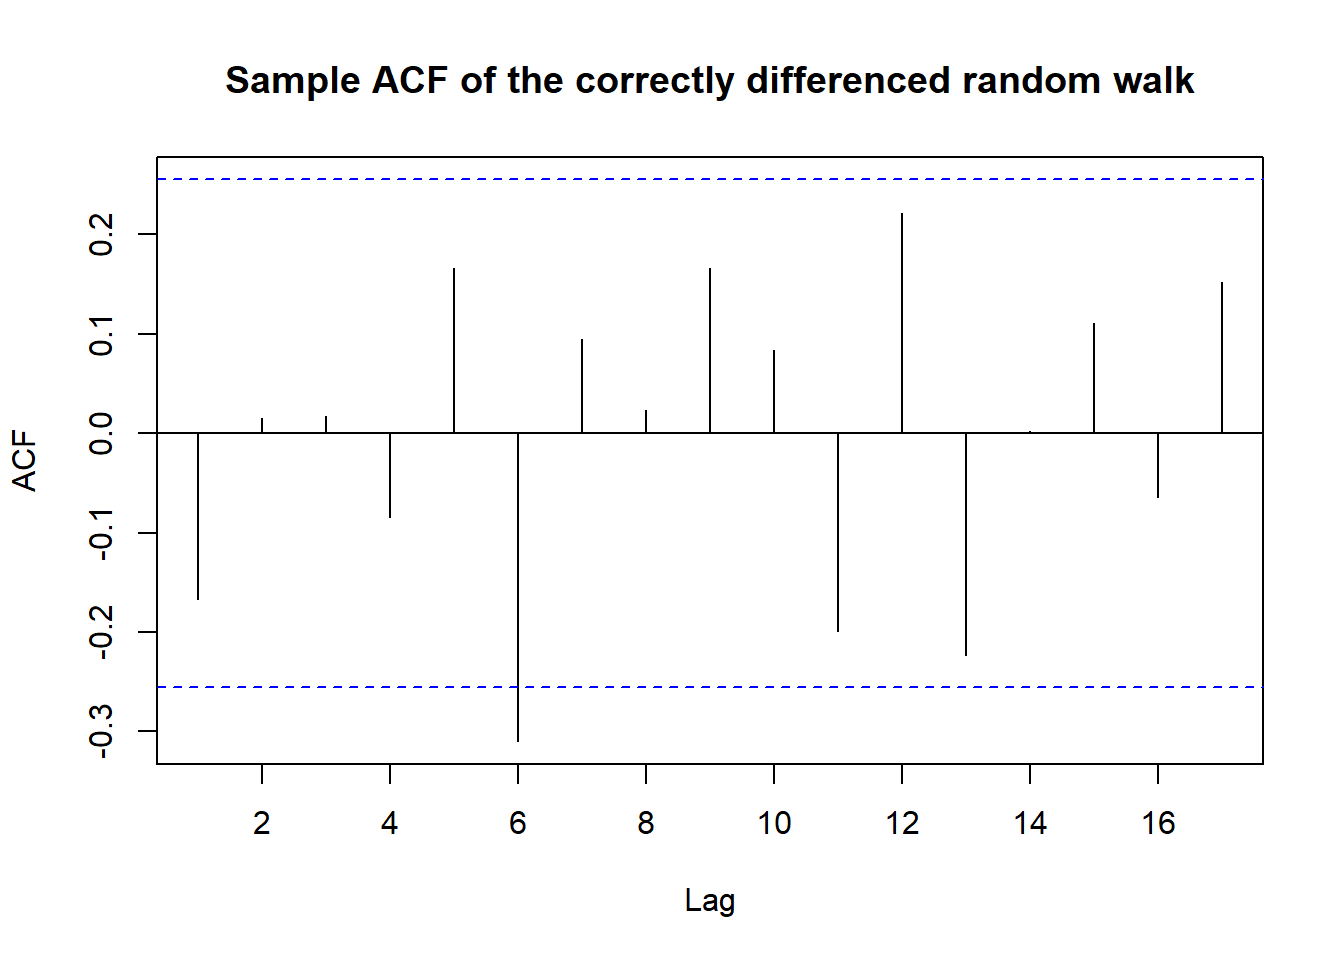 Sample ACF of the correctly differenced random walk
ACF
0.2
0.1
0.0
-0.1
-0.2
-0.3
2 4 6 8 10 12 14 16
Lag